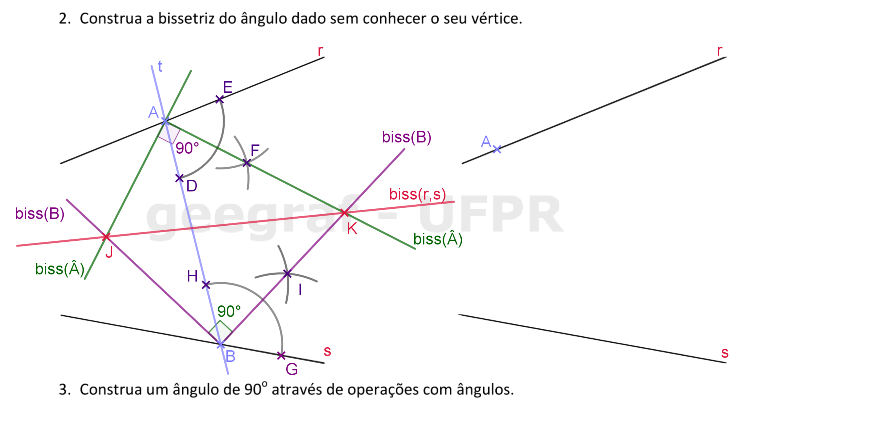 2. Construa a bissetriz do ângulo dado sem conhecer o seu vértice.
r
r
t
E
A
90°
F
A
D
biss(B)
biss(r,s)
biss(B)
geegraf - UFPR
K
biss(Â)
J
biss(Â)
H
I
90°
B
s
s
G
3. Construa um ângulo de 90º através de operações com ângulos.